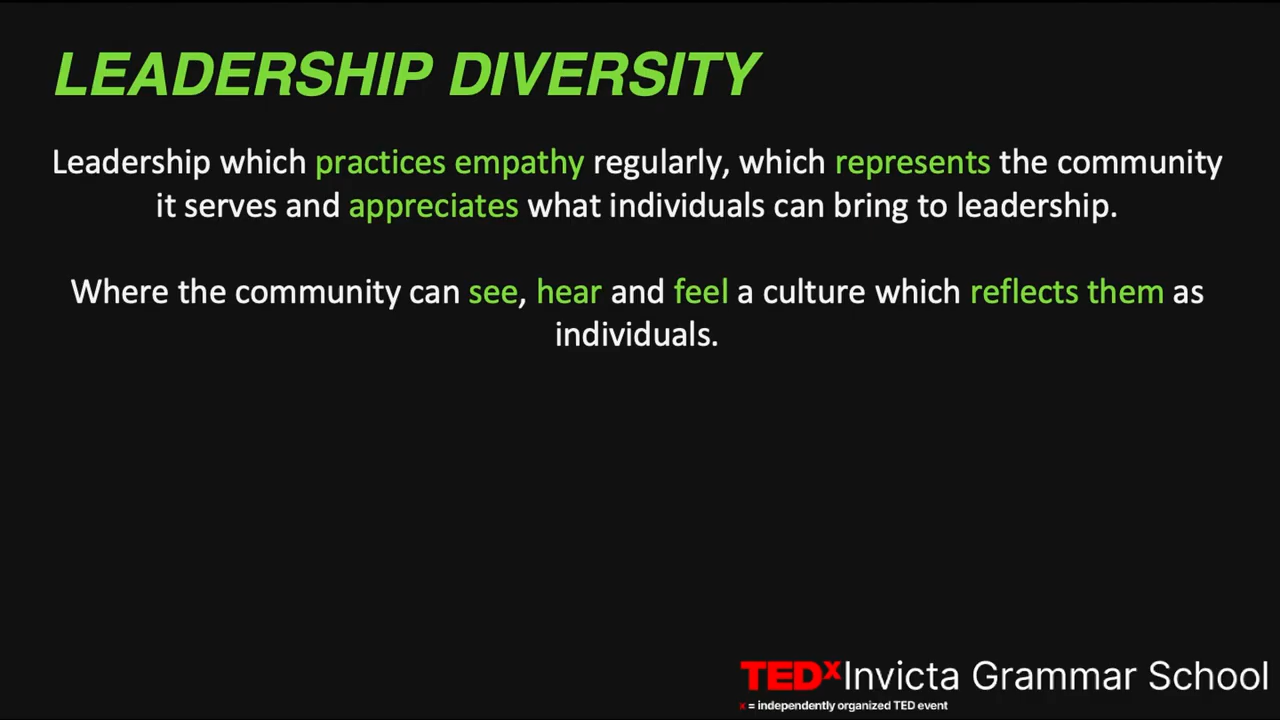 LEADERSHIP DIVERSITY
Leadership which practices empathy regularly, which represents the community
it serves and appreciates what individuals can bring to leadership.
Where the community can see, hear and feel a culture which reflects them as
individuals.
TEDxInvicta Grammar School
x = independently organized TED event